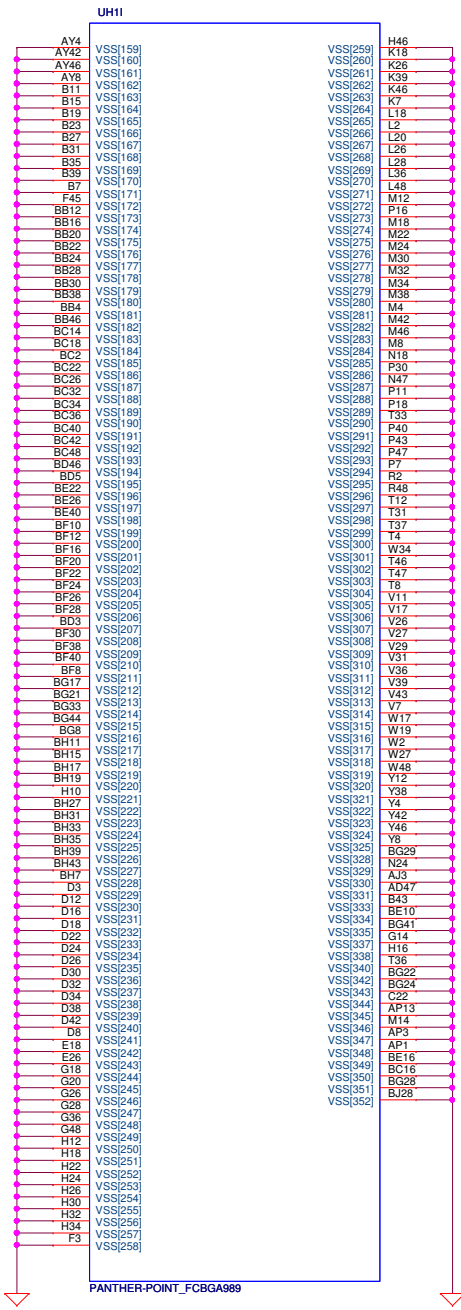 UH1I
AY4 VSS[159]
AY42 VSS[160]
AY46 VSS[161]
AY8 VSS[162]
B11 VSS[163]
B15 VSS[164]
B19 VSS[165]
B23 VSS[166]
B27 VSS[167]
B31 VSS[168]
B35 VSS[169]
B39 VSS[170]
B7 VSS[171]
F45 VSS[172]
BB12 VSS[173]
BB16 VSS[174]
BB20 VSS[175]
BB22 VSS[176]
BB24 VSS[177]
BB28 VSS[178]
BB30 VSS[179]
BB38 VSS[180]
BB4 VSS[181]
BB46 VSS[182]
BC14 VSS[183]
BC18 VSS[184]
BC2 VSS[185]
BC22 VSS[186]
BC26 VSS[187]
BC32 VSS[188]
BC34 VSS[189]
BC36 VSS[190]
BC40 VSS[191]
BC42 VSS[192]
BC48 VSS[193]
BD46 VSS[194]
BD5 VSS[195]
BE22 VSS[196]
BE26 VSS[197]
BE40 VSS[198]
BF10 VSS[199]
BF12 VSS[200]
BF16 VSS[201]
BF20 VSS[202]
BF22 VSS[203]
BF24 VSS[204]
BF26 VSS[205]
BF28 VSS[206]
BD3 VSS[207]
BF30 VSS[208]
BF38 VSS[209]
BF40 VSS[210]
BF8 VSS[211]
BG17 VSS[212]
BG21 VSS[213]
BG33 VSS[214]
BG44 VSS[215]
BG8 VSS[216]
BH11 VSS[217]
BH15 VSS[218]
BH17 VSS[219]
BH19 VSS[220]
H10 VSS[221]
BH27 VSS[222]
BH31 VSS[223]
BH33 VSS[224]
BH35 VSS[225]
BH39 VSS[226]
BH43 VSS[227]
BH7 VSS[228]
D3 VSS[229]
D12 VSS[230]
D16 VSS[231]
D18 VSS[232]
D22 VSS[233]
D24 VSS[234]
D26 VSS[235]
D30 VSS[236]
D32 VSS[237]
D34 VSS[238]
D38 VSS[239]
D42 VSS[240]
D8 VSS[241]
E18 VSS[242]
E26 VSS[243]
G18 VSS[244]
G20 VSS[245]
G26 VSS[246]
G28 VSS[247]
G36 VSS[248]
G48 VSS[249]
H12 VSS[250]
H18 VSS[251]
H22 VSS[252]
H24 VSS[253]
H26 VSS[254]
H30 VSS[255]
H32 VSS[256]
H34 VSS[257]
F3 VSS[258]
VSS[259] H46
VSS[260] K18
VSS[261] K26
VSS[262] K39
VSS[263] K46
VSS[264] K7
VSS[265] L18
VSS[266] L2
VSS[267] L20
VSS[268] L26
VSS[269] L28
VSS[270] L36
VSS[271] L48
VSS[272] M12
VSS[273] P16
VSS[274] M18
VSS[275] M22
VSS[276] M24
VSS[277] M30
VSS[278] M32
VSS[279] M34
VSS[280] M38
VSS[281] M4
VSS[282] M42
VSS[283] M46
VSS[284] M8
VSS[285] N18
VSS[286] P30
VSS[287] N47
VSS[288] P11
VSS[289] P18
VSS[290] T33
VSS[291] P40
VSS[292] P43
VSS[293] P47
VSS[294] P7
VSS[295] R2
VSS[296] R48
VSS[297] T12
VSS[298] T31
VSS[299] T37
VSS[300] T4
VSS[301] W34
VSS[302] T46
VSS[303] T47
VSS[304] T8
VSS[305] V11
VSS[306] V17
VSS[307] V26
VSS[308] V27
VSS[309] V29
VSS[310] V31
VSS[311] V36
VSS[312] V39
VSS[313] V43
VSS[314] V7
VSS[315] W17
VSS[316] W19
VSS[317] W2
VSS[318] W27
VSS[319] W48
VSS[320] Y12
VSS[321] Y38
VSS[322] Y4
VSS[323] Y42
VSS[324] Y46
VSS[325] Y8
VSS[328] BG29
VSS[329] N24
VSS[330] AJ3
VSS[331] AD47
VSS[333] B43
VSS[334] BE10
VSS[335] BG41
VSS[337] G14
VSS[338] H16
VSS[340] T36
VSS[342] BG22
VSS[343] BG24
VSS[344] C22
VSS[345] AP13
VSS[346] M14
VSS[347] AP3
VSS[348] AP1
VSS[349] BE16
VSS[350] BC16
VSS[351] BG28
VSS[352] BJ28
PANTHER-POINT_FCBGA989